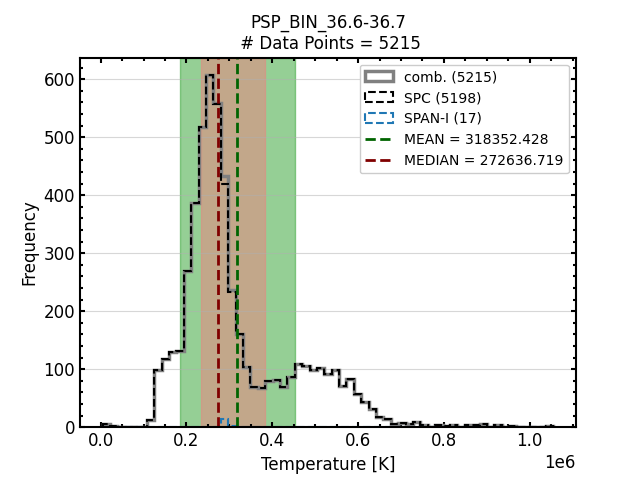 PSP_BIN_36.6-36.7
# Data Points = 5215
comb. (5215)
SPC (5198)
SPAN-I (17)
MEAN = 318352.428
MEDIAN = 272636.719
Frequency
600
500
400
300
200
100
0
0.0 0.2 0.4 0.6 0.8 1.0
1e6
Temperature [K]